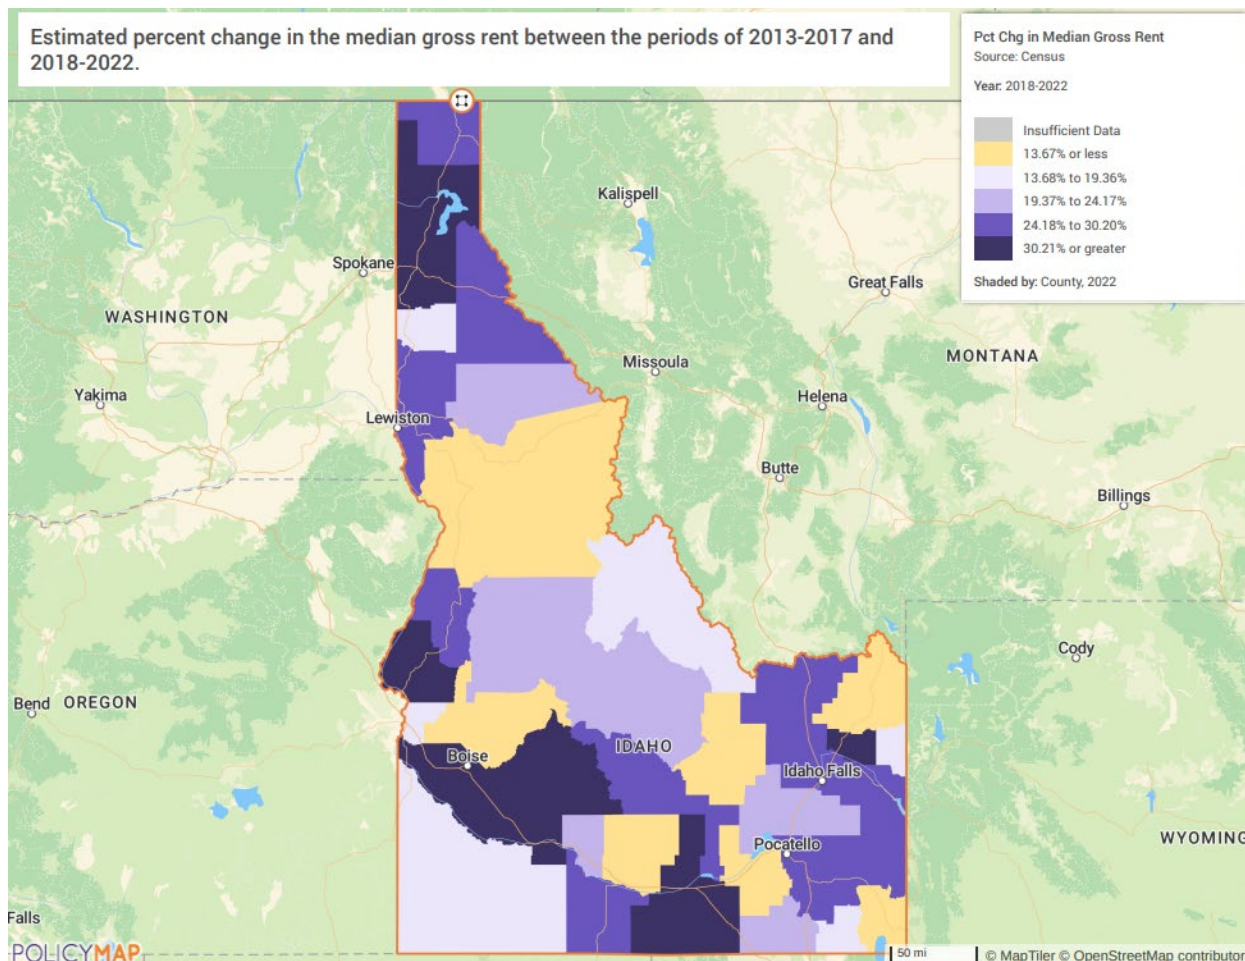 Estimated percent change in the median gross rent between the periods of 2013-2017 and
2018-2022.
Pct Chg in Median Gross Rent
Source: Census
Year: 2018-2022
Insufficient Data
13.67% or less
13.68% to 19.36%
19.37% to 24.17%
24.18% to 30.20%
30.21% or greater
Shaded by: County, 2022
Kalispell
Spokane
Great Falls
WASHINGTON
MONTANA
Missoula
Yakima
Helena
Lewiston
Butte
Billings
Cody
Bend
OREGON
IDAHO
Boise
Idaho Falls
WYOMING
Pocatello
Falls
POLICYMAP
50 mi
© MapTiler © OpenStreetMap contributor